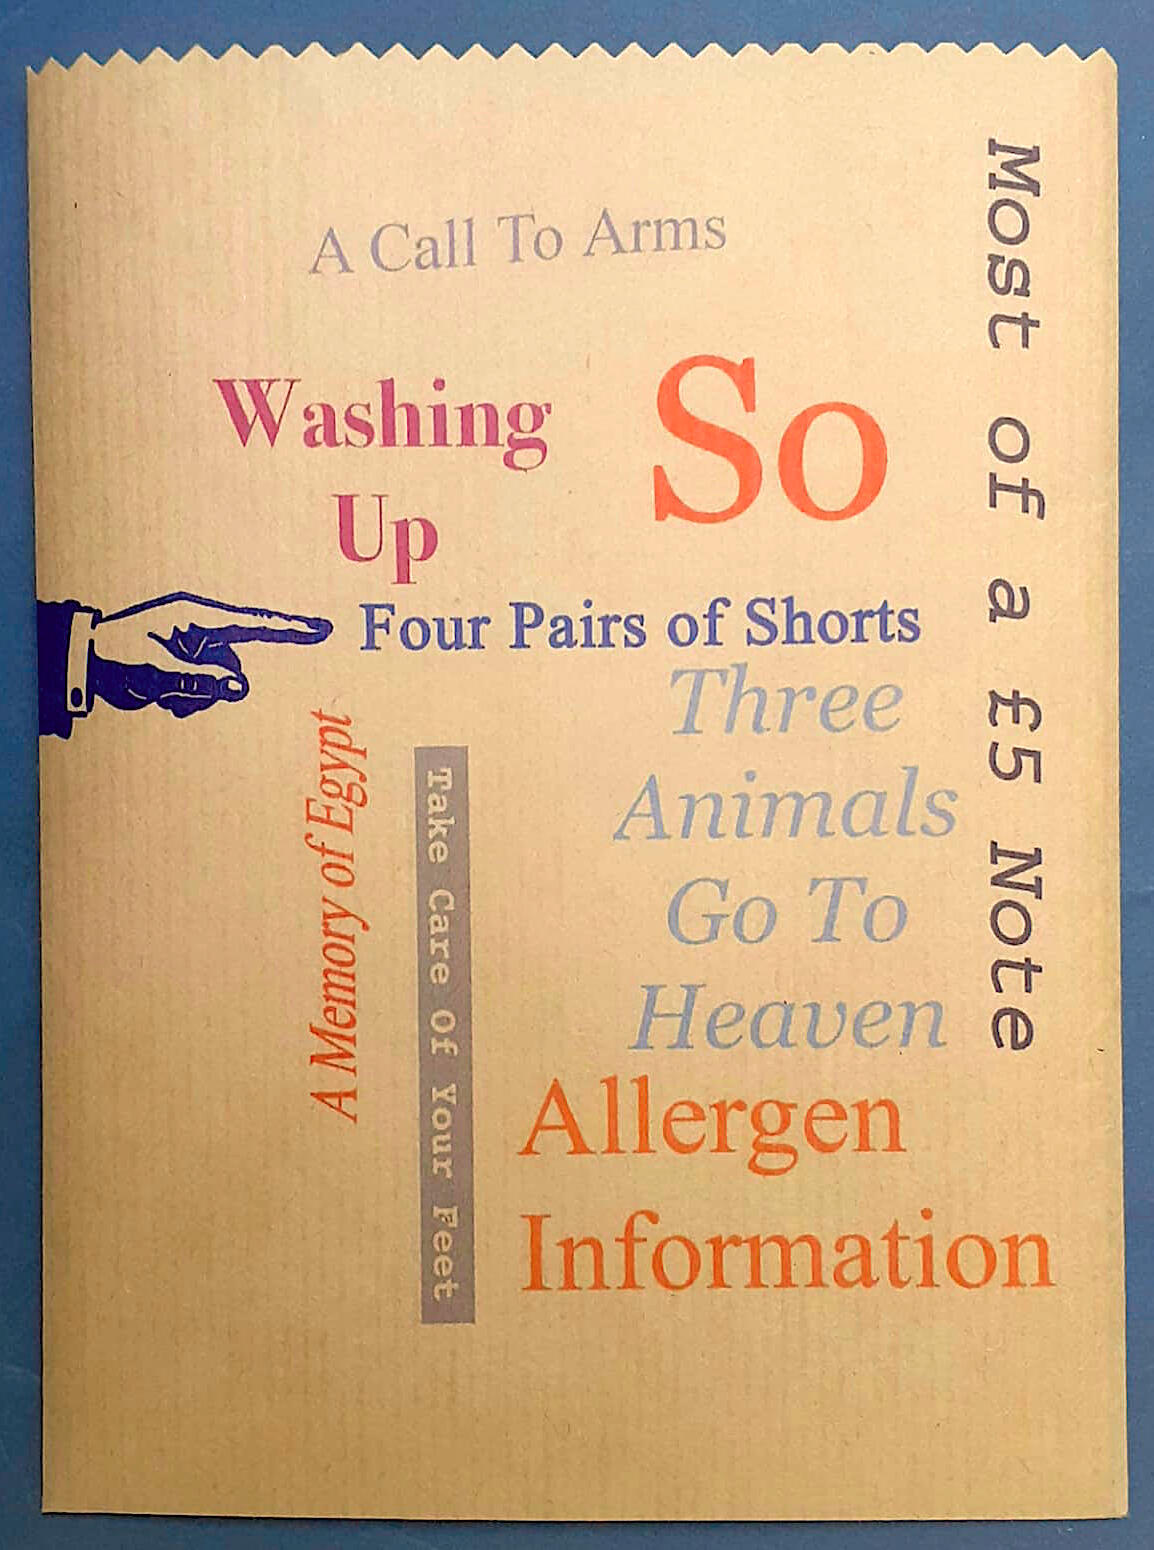 A Call To Arms
Most of a £5 Note
Washing
Up
So
Four Pairs of Shorts
Three
Animals
Go To
Heaven
A Memory of Egypt
Take Care Of Your Feet
Allergen
Information